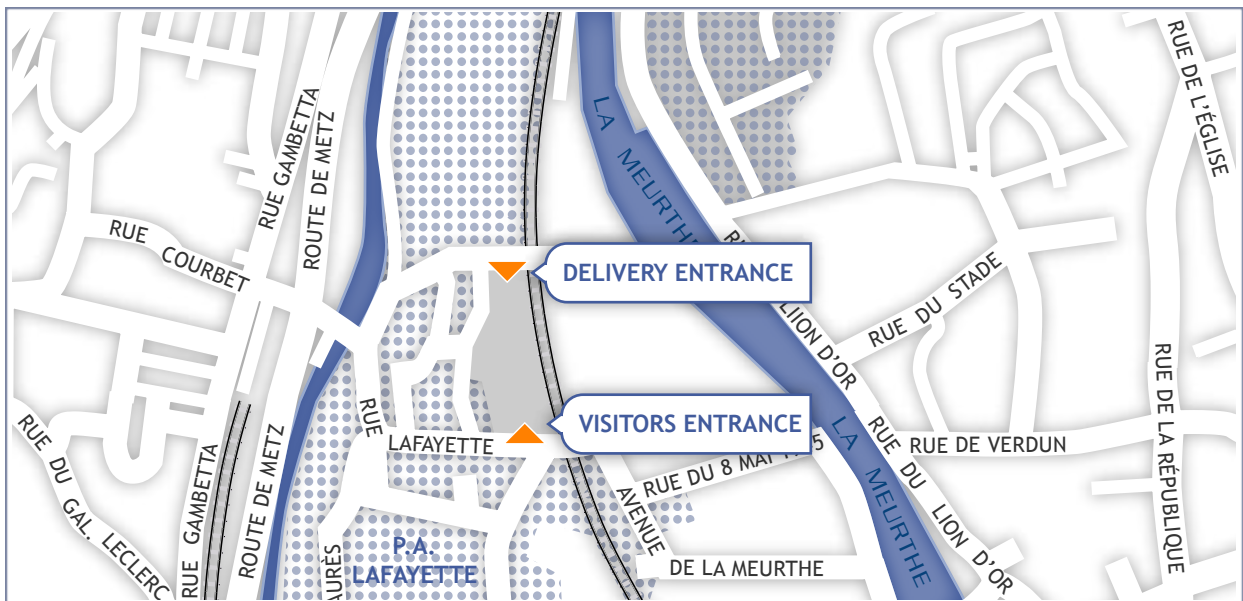 RUE GAMBETTA
ROUTE DE METZ
RUE DE L'ÉGLISE
LA MEURTHE
RUE COURBET
DELIVERY ENTRANCE
LIION D'OR
RUE DU STADE
RUE DE LA RÉPUBLIQUE
RUE
LAFAYETTE
VISITORS ENTRANCE
RUE DE VERDUN
RUE DU 8 MAI
RUE DU GAL. LECLERC
RUE GAMBETTA
ROUTE DE METZ
AVENUE
DE LA MEURTHE
LA MEURTHE
RUE DU LION D'OR
P.A.
LAFAYETTE